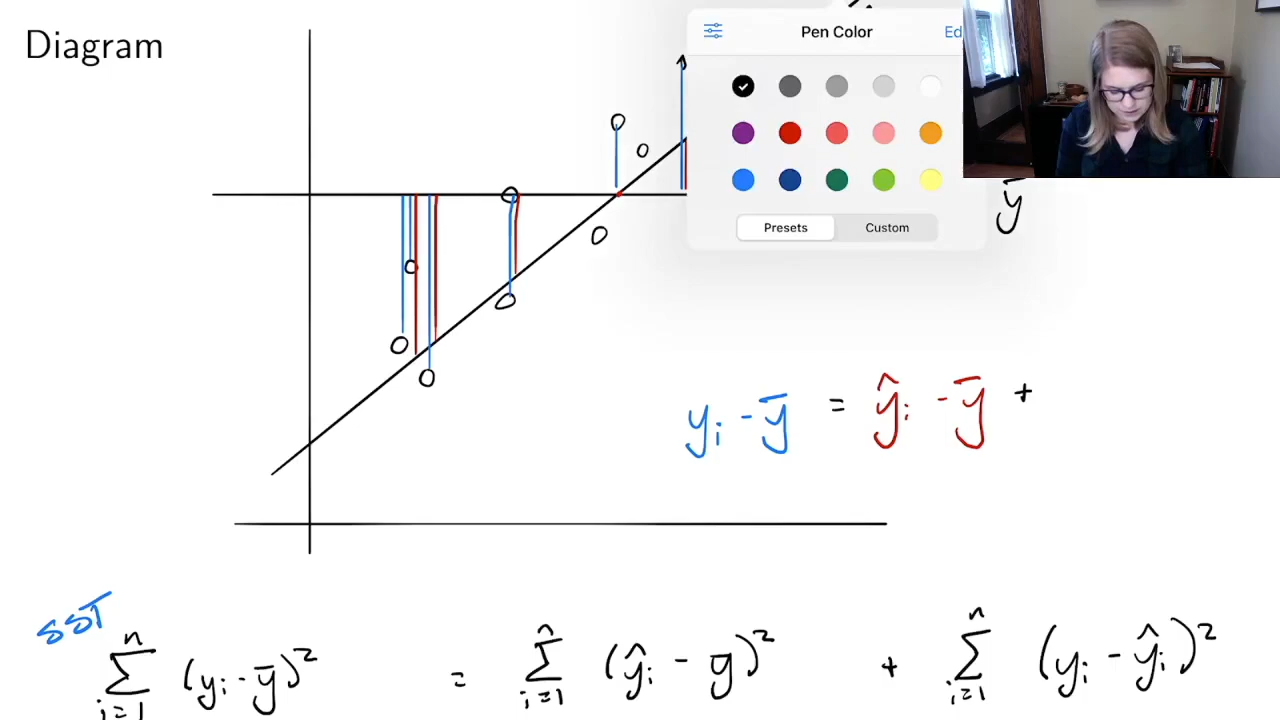 Diagram
Pen Color
Ed
Presets Custom
ȳ
yᵢ - ȳ = ŷᵢ - ȳ +
SST
∑ⁿᵢ₌₁ (yᵢ - ȳ)² = ∑ⁿᵢ₌₁ (ŷᵢ - ȳ)² + ∑ⁿᵢ₌₁ (yᵢ - ŷᵢ)²